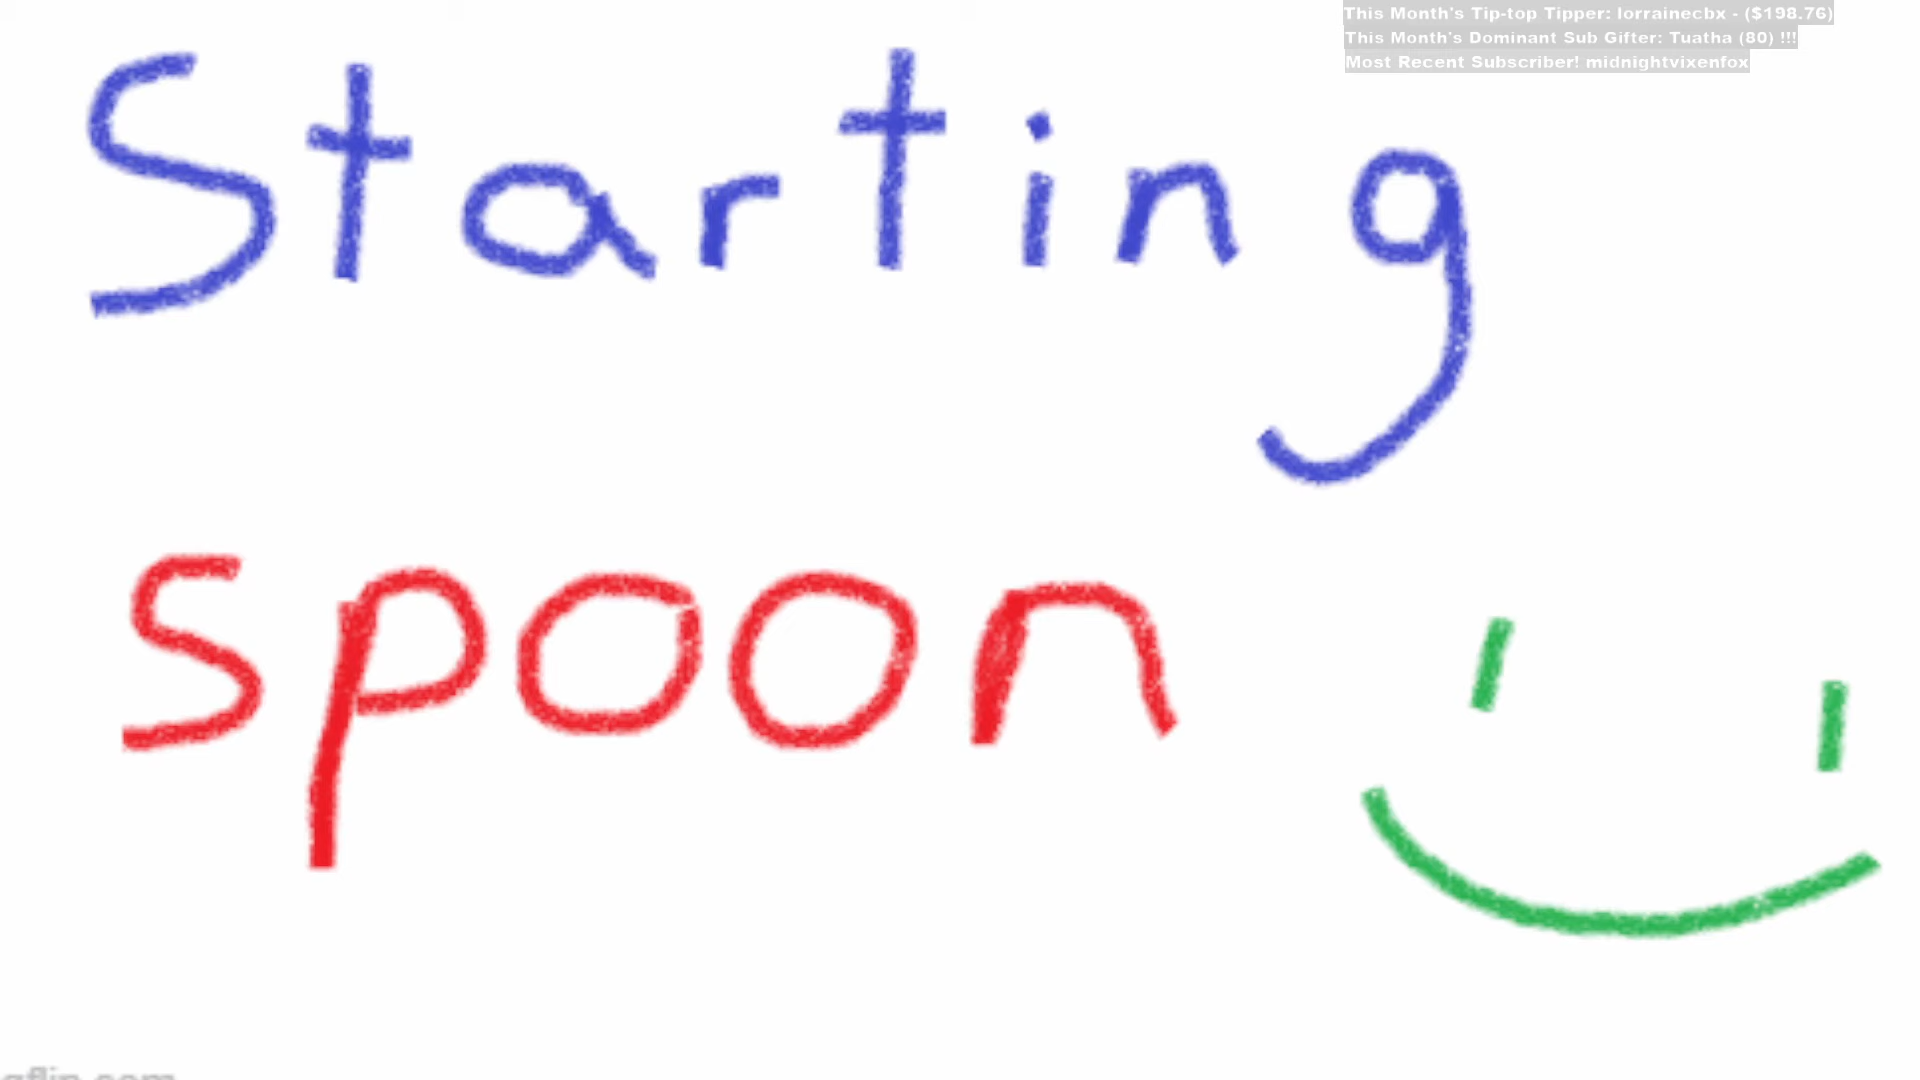 This Month's Tip-top Tipper: lorrainecbx - ($198.76)
This Month's Dominant Sub Gifter: Tuatha (80) !!!
Most Recent Subscriber! midnightvixenfox
Starting
spoon